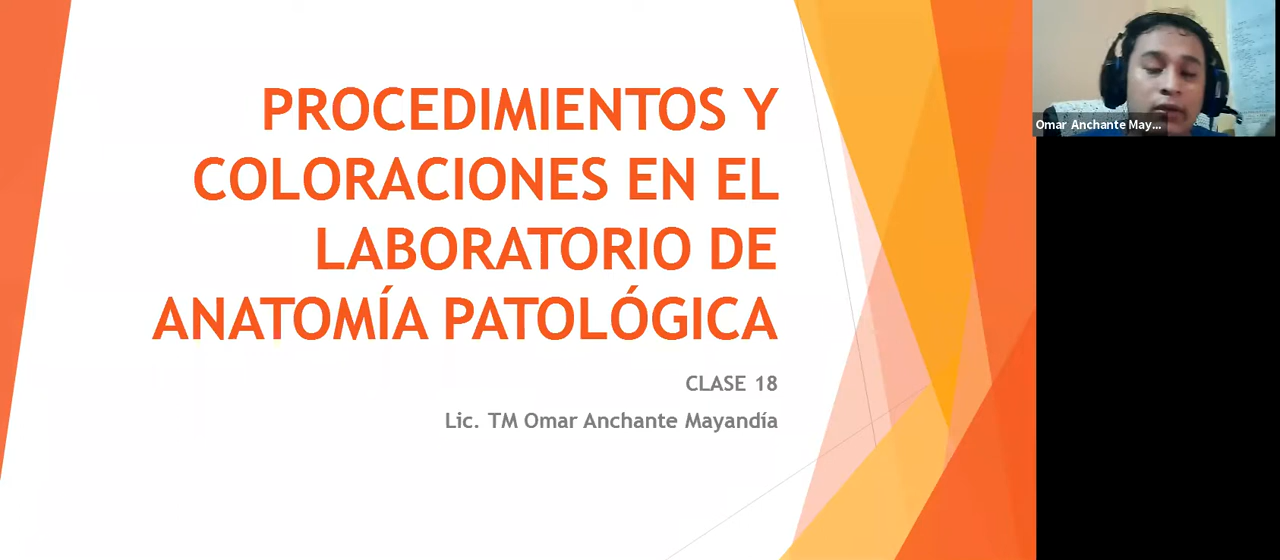 PROCEDIMIENTOS Y
COLORACIONES EN EL
LABORATORIO DE
ANATOMÍA PATOLÓGICA
CLASE 18
Lic. TM Omar Anchante Mayandía
Omar Anchante May...